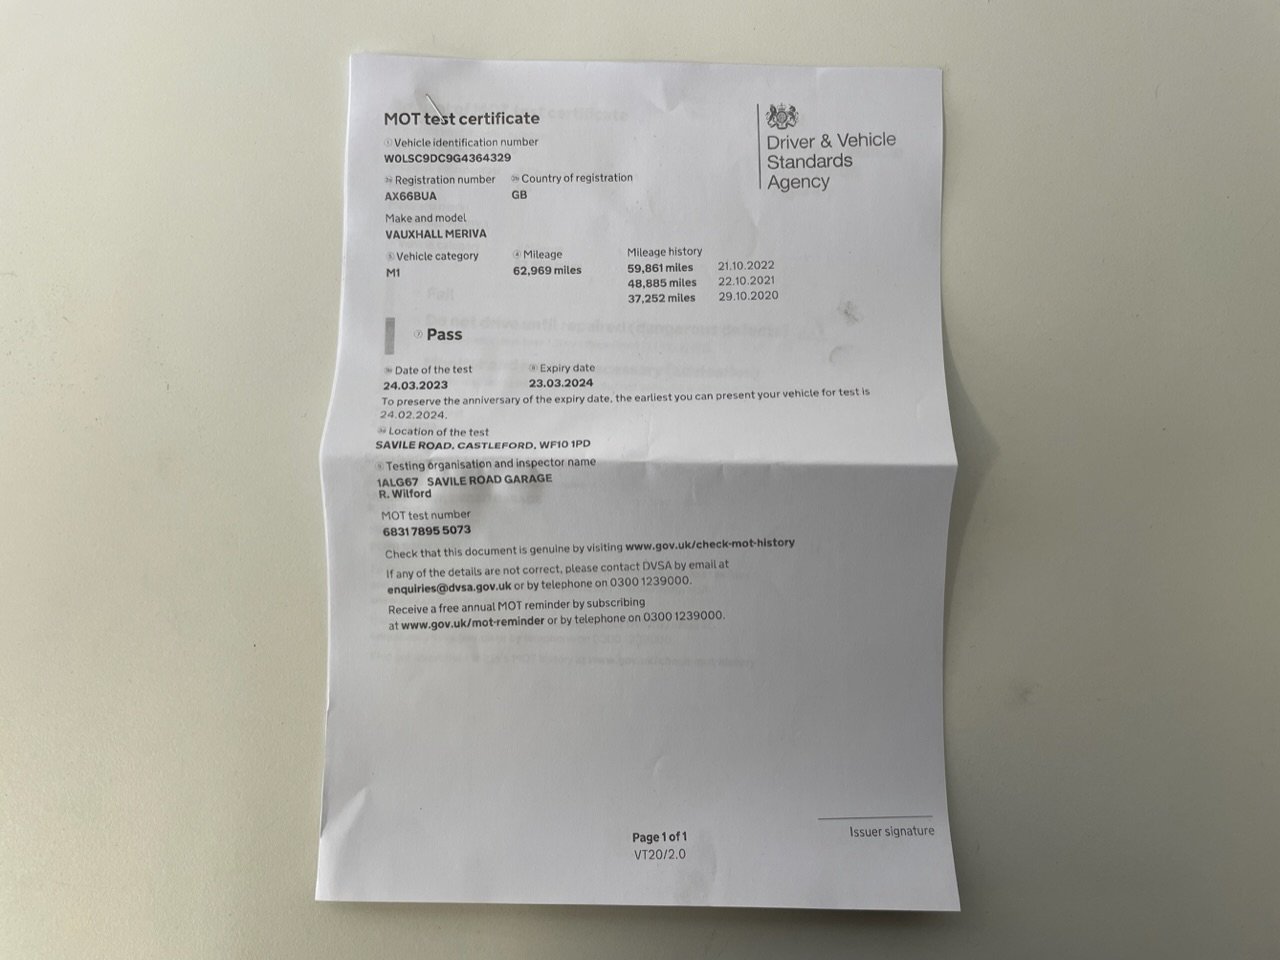 MOT test certificate
Driver & Vehicle
Standards
Agency
Vehicle identification number
W0LSC9DC9G4364329
Registration number Country of registration
AX66BUA GB
Make and model
VAUXHALL MERIVA
Vehicle category Mileage Mileage history
M1 62,969 miles 59,861 miles 21.10.2022
48,885 miles 22.10.2021
37,252 miles 29.10.2020
Pass
Date of the test Expiry date
24.03.2023 23.03.2024
To preserve the anniversary of the expiry date, the earliest you can present your vehicle for test is
24.02.2024.
Location of the test
SAVILE ROAD, CASTLEFORD, WF10 1PD
Testing organisation and inspector name
1ALG67 SAVILE ROAD GARAGE
R. Wilford
MOT test number
6831 7895 5073
Check that this document is genuine by visiting www.gov.uk/check-mot-history
If any of the details are not correct, please contact DVSA by email at
enquiries@dvsa.gov.uk or by telephone on 0300 1239000.
Receive a free annual MOT reminder by subscribing
at www.gov.uk/mot-reminder or by telephone on 0300 1239000.
Issuer signature
Page 1 of 1
VT20/2.0